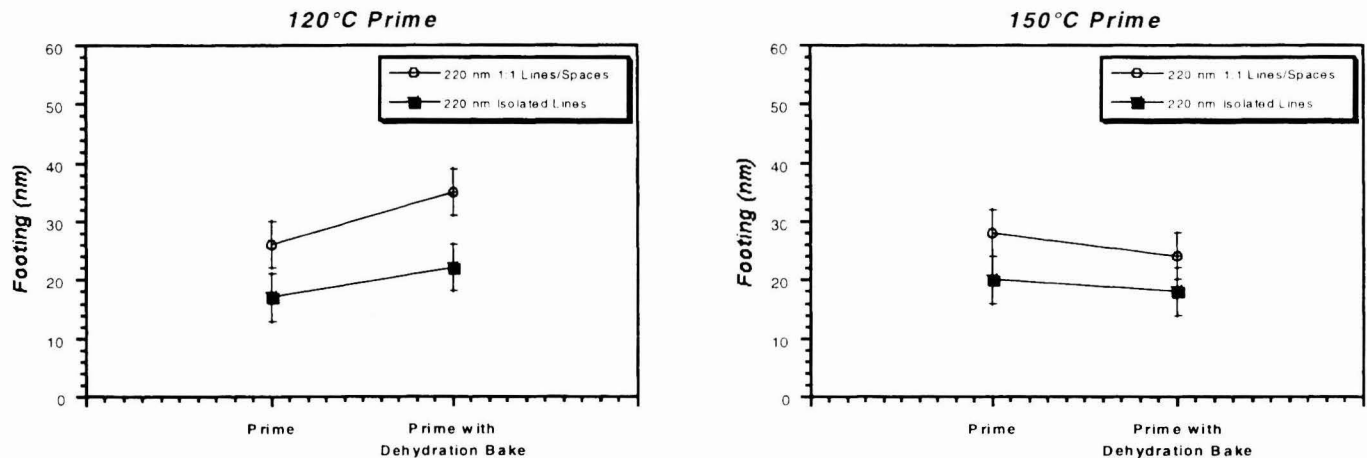 120°C Prime
60
50
40
30
20
10
0
Footing (nm)
220 nm 1:1 Lines/Spaces
220 nm Isolated Lines
Prime
Prime with
Dehydration Bake
150°C Prime
60
50
40
30
20
10
0
Footing (nm)
220 nm 1:1 Lines/Spaces
220 nm Isolated Lines
Prime
Prime with
Dehydration Bake